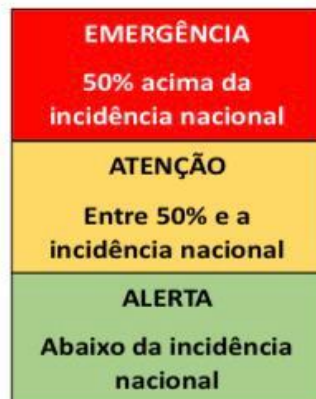 EMERGÊNCIA
50% acima da
incidência nacional
ATENÇÃO
Entre 50% e a
incidência nacional
ALERTA
Abaixo da incidência
nacional